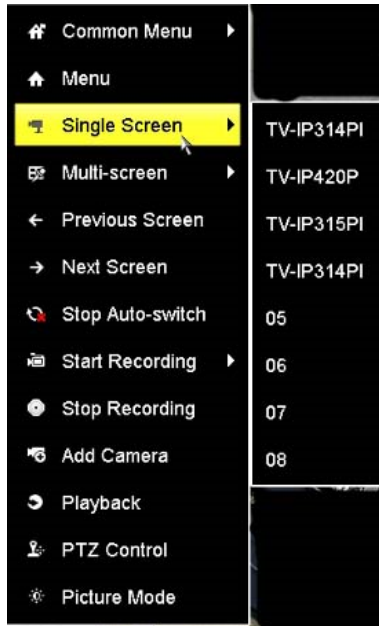 Common Menu
Menu
Single Screen
Multi-screen
Previous Screen
Next Screen
Stop Auto-switch
Start Recording
Stop Recording
Add Camera
Playback
PTZ Control
Picture Mode
TV-IP314PI
TV-IP420P
TV-IP315PI
TV-IP314PI
05
06
07
08